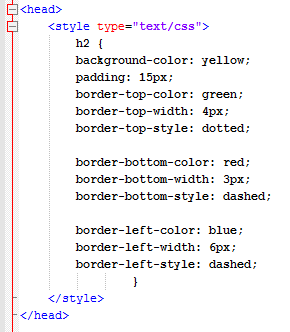 <head>
<style type="text/css">
h2 {
background-color: yellow;
padding: 15px;
border-top-color: green;
border-top-width: 4px;
border-top-style: dotted;
border-bottom-color: red;
border-bottom-width: 3px;
border-bottom-style: dashed;
border-left-color: blue;
border-left-width: 6px;
border-left-style: dashed;
}
</style>
</head>